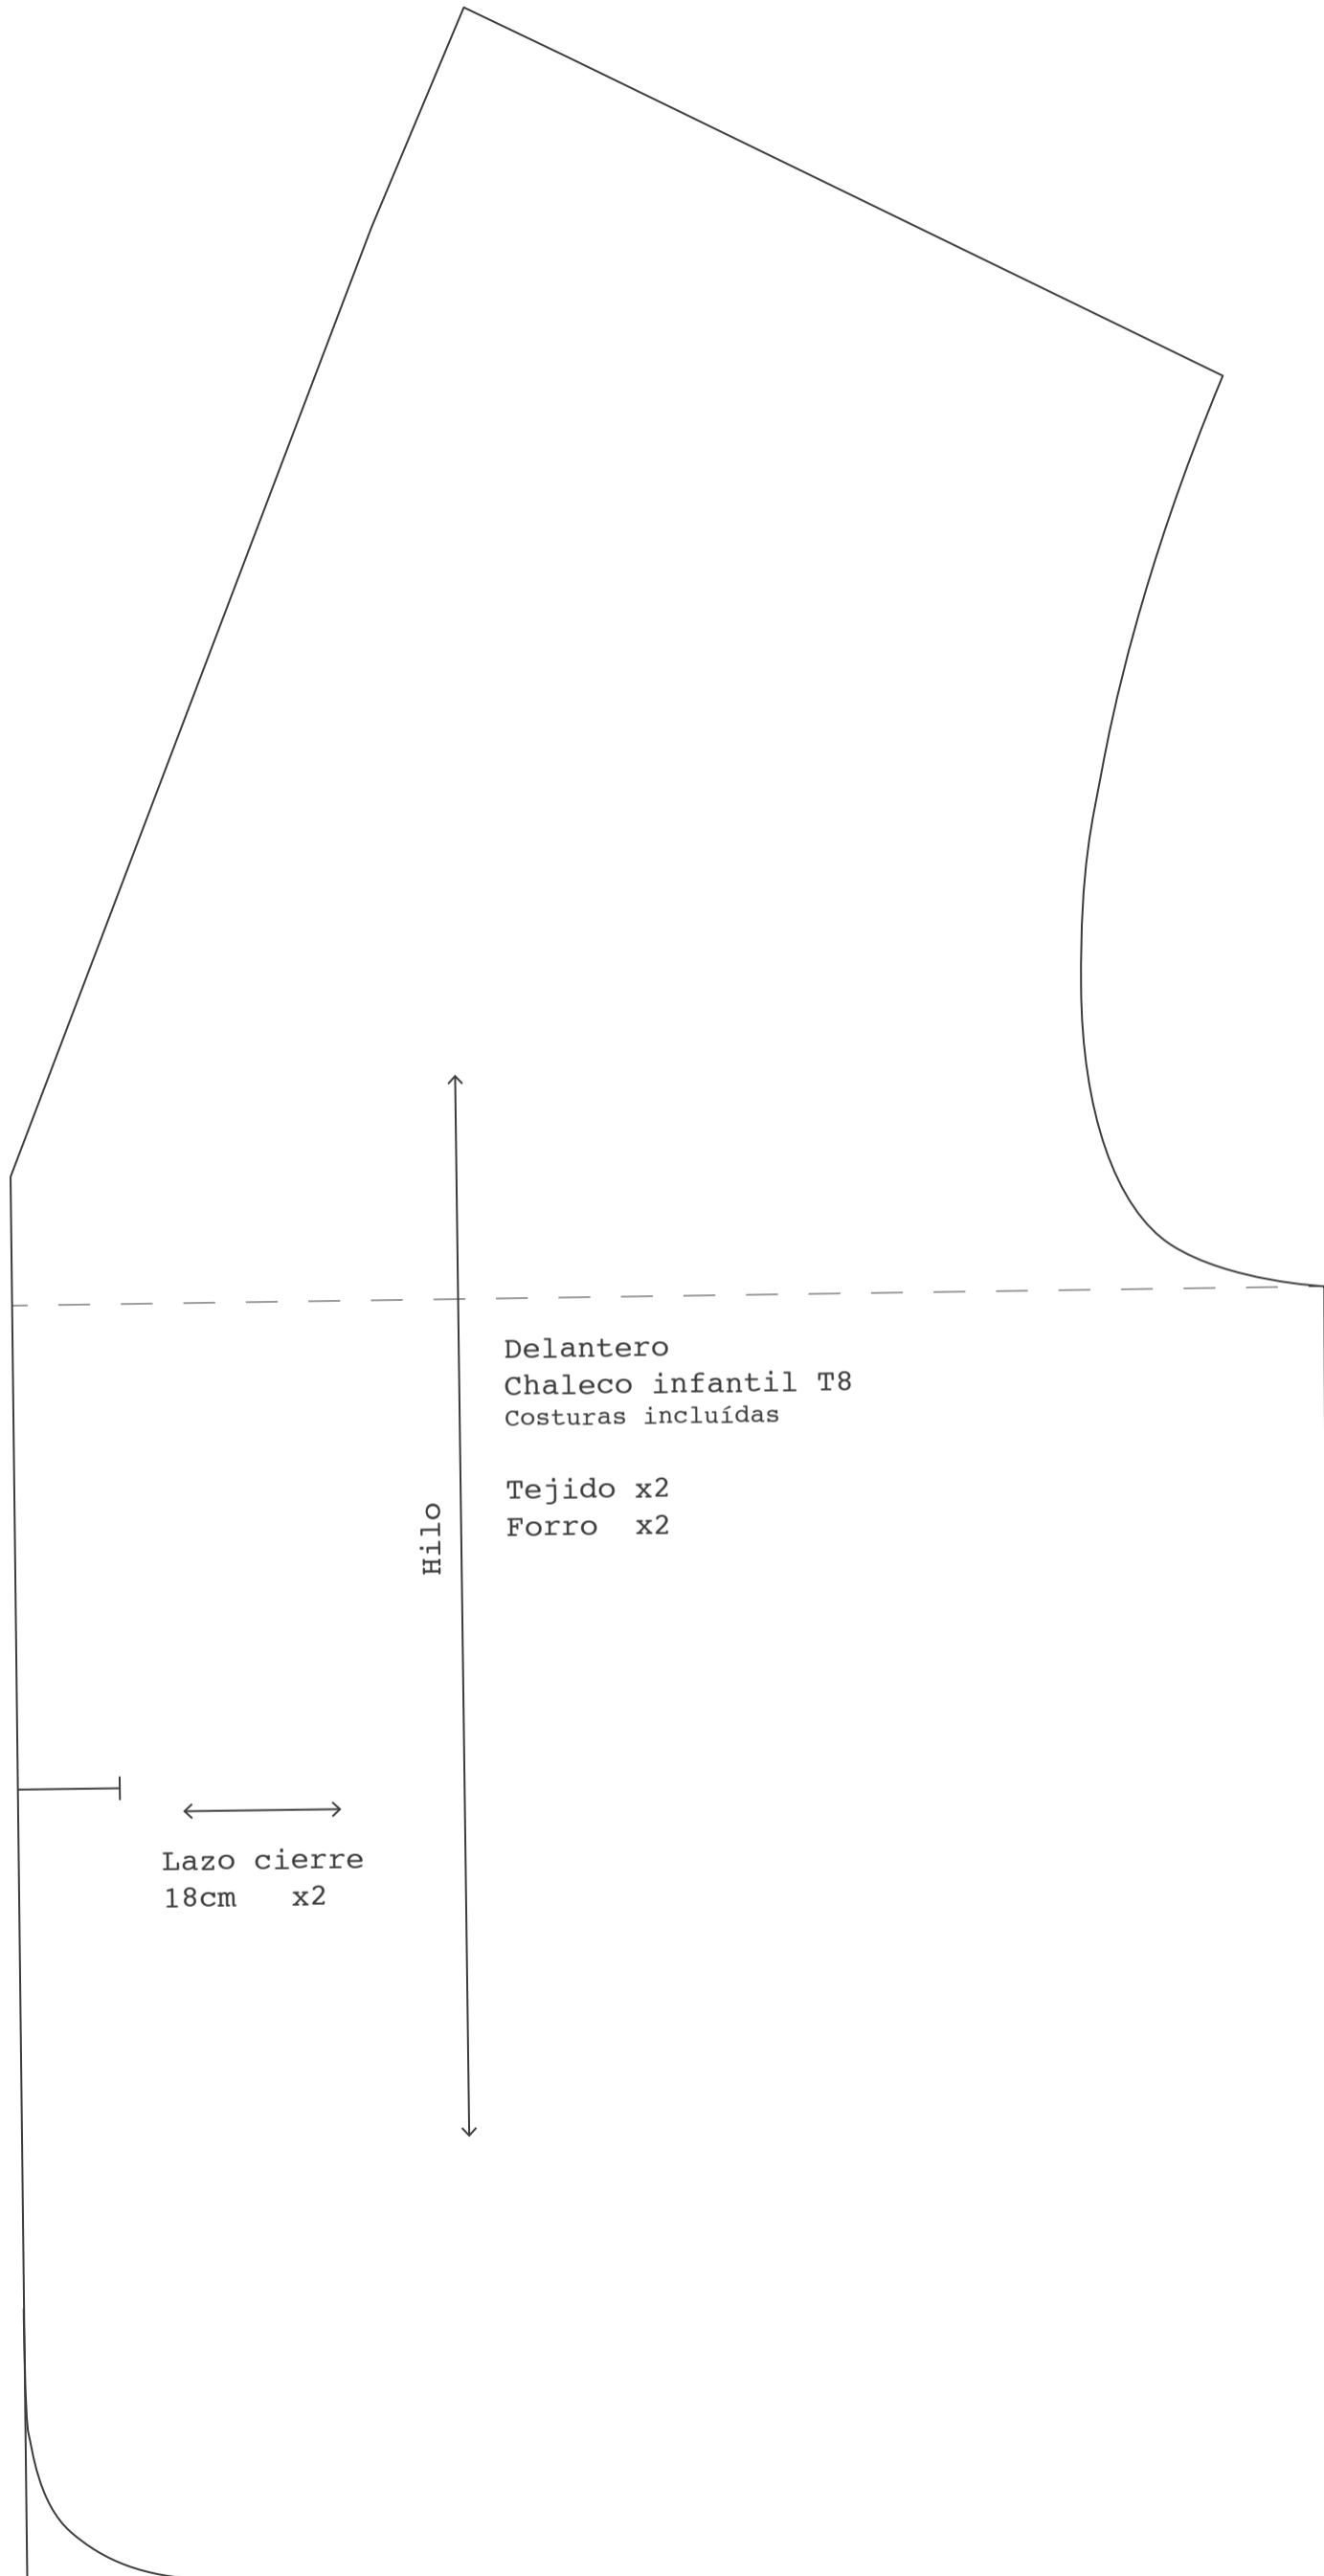 Delantero
Chaleco infantil T8
Costuras incluídas
Tejido x2
Forro x2
Hilo
Lazo cierre
18cm x2